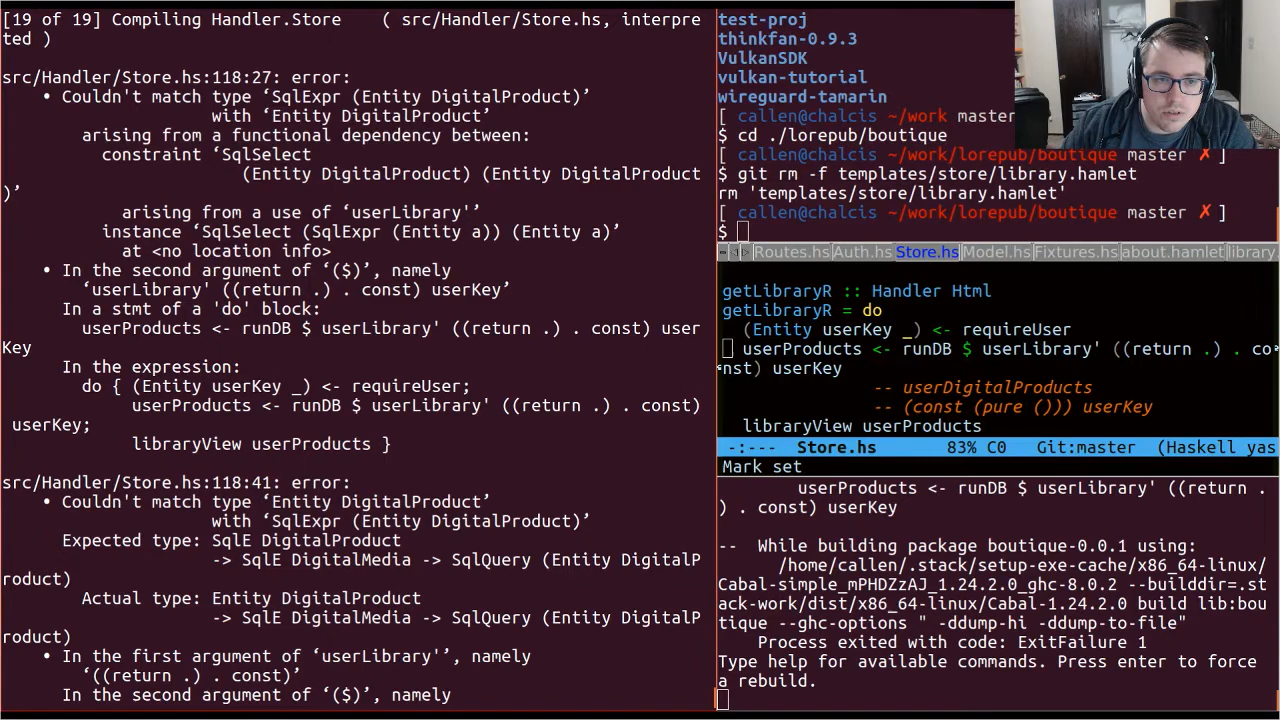 [19 of 19] Compiling Handler.Store    ( src/Handler/Store.hs, interpre
ted )
src/Handler/Store.hs:118:27: error:
• Couldn't match type ‘SqlExpr (Entity DigitalProduct)’
with ‘Entity DigitalProduct’
arising from a functional dependency between:
constraint ‘SqlSelect
(Entity DigitalProduct) (Entity DigitalProduct
)’
arising from a use of ‘userLibrary'’
instance ‘SqlSelect (SqlExpr (Entity a)) (Entity a)’
at <no location info>
• In the second argument of ‘($)’, namely
‘userLibrary' ((return .) . const) userKey’
In a stmt of a 'do' block:
userProducts <- runDB $ userLibrary' ((return .) . const) user
Key
In the expression:
do { (Entity userKey _) <- requireUser;
userProducts <- runDB $ userLibrary' ((return .) . const)
userKey;
libraryView userProducts }
src/Handler/Store.hs:118:41: error:
• Couldn't match type ‘Entity DigitalProduct’
with ‘SqlExpr (Entity DigitalProduct)’
Expected type: SqlE DigitalProduct
-> SqlE DigitalMedia -> SqlQuery (Entity DigitalP
roduct)
Actual type: Entity DigitalProduct
-> SqlE DigitalMedia -> SqlQuery (Entity DigitalP
roduct)
• In the first argument of ‘userLibrary'’, namely
‘((return .) . const)’
In the second argument of ‘($)’, namely
test-proj
thinkfan-0.9.3
VulkanSDK
vulkan-tutorial
wireguard-tamarin
[ callen@chalcis ~/work master
$ cd ./lorepub/boutique
[ callen@chalcis ~/work/lorepub/boutique master ✗ ]
$ git rm -f templates/store/library.hamlet
rm 'templates/store/library.hamlet'
[ callen@chalcis ~/work/lorepub/boutique master ✗ ]
$
Routes.hs Auth.hs Store.hs Model.hs Fixtures.hs about.hamlet library.
getLibraryR :: Handler Html
getLibraryR = do
(Entity userKey _) <- requireUser
userProducts <- runDB $ userLibrary' ((return .) . co
nst) userKey
-- userDigitalProducts
-- (const (pure ())) userKey
libraryView userProducts
-:--- Store.hs 83% C0 Git:master (Haskell yas
Mark set
userProducts <- runDB $ userLibrary' ((return .
) . const) userKey
-- While building package boutique-0.0.1 using:
/home/callen/.stack/setup-exe-cache/x86_64-linux/
Cabal-simple_mPHDZzAJ_1.24.2.0_ghc-8.0.2 --builddir=.st
ack-work/dist/x86_64-linux/Cabal-1.24.2.0 build lib:bou
tique --ghc-options " -ddump-hi -ddump-to-file"
Process exited with code: ExitFailure 1
Type help for available commands. Press enter to force
a rebuild.